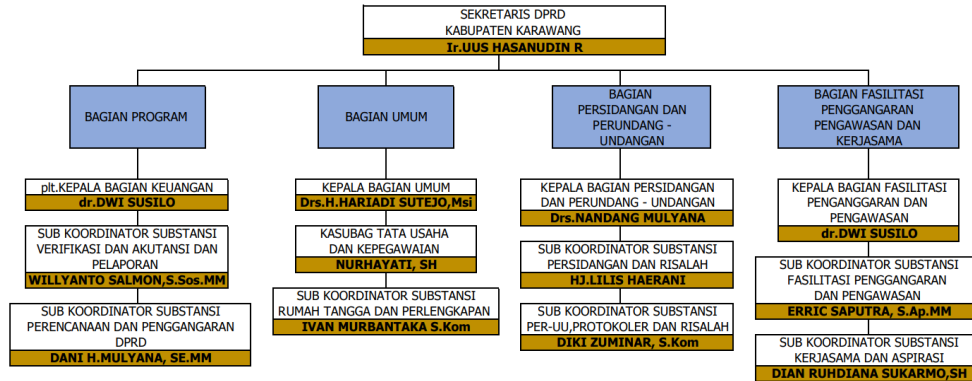 SEKRETARIS DPRD
KABUPATEN KARAWANG
Ir.UUS HASANUDIN R
BAGIAN PROGRAM
plt.KEPALA BAGIAN KEUANGAN
dr.DWI SUSILO
SUB KOORDINATOR SUBSTANSI
VERIFIKASI DAN AKUTANSI DAN
PELAPORAN
WILLYANTO SALMON,S.Sos.MM
SUB KOORDINATOR SUBSTANSI
PERENCANAAN DAN PENGGANGARAN
DPRD
DANI H.MULYANA, SE.MM
BAGIAN UMUM
KEPALA BAGIAN UMUM
Drs.H.HARIADI SUTEJO,Msi
KASUBAG TATA USAHA
DAN KEPEGAWAIAN
NURHAYATI, SH
SUB KOORDINATOR SUBSTANSI
RUMAH TANGGA DAN PERLENGKAPAN
IVAN MURBANTAKA S.Kom
BAGIAN
PERSIDANGAN DAN
PERUNDANG -
UNDANGAN
KEPALA BAGIAN PERSIDANGAN
DAN PERUNDANG - UNDANGAN
Drs.NANDANG MULYANA
SUB KOORDINATOR SUBSTANSI
PERSIDANGAN DAN RISALAH
HJ.LILIS HAERANI
SUB KOORDINATOR SUBSTANSI
PER-UU,PROTOKOLER DAN RISALAH
DIKI ZUMINAR, S.Kom
BAGIAN FASILITASI
PENGGANGARAN
PENGAWASAN DAN
KERJASAMA
KEPALA BAGIAN FASILITASI
PENGANGGARAN DAN
PENGAWASAN
dr.DWI SUSILO
SUB KOORDINATOR SUBSTANSI
FASILITASI PENGGANGARAN
DAN PENGAWASAN
ERRIC SAPUTRA, S.Ap.MM
SUB KOORDINATOR SUBSTANSI
KERJASAMA DAN ASPIRASI
DIAN RUHDIANA SUKARMO,SH